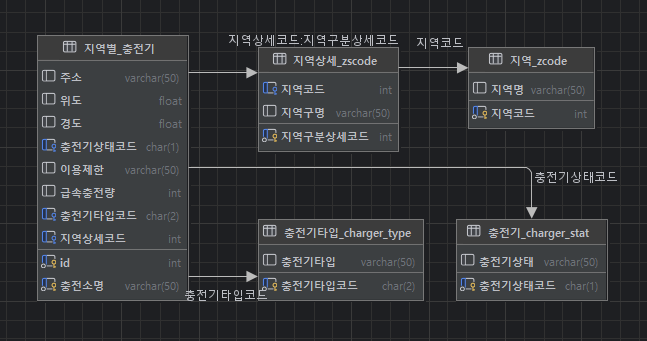 지역별_충전기
주소 varchar(50)
위도 float
경도 float
충전기상태코드 char(1)
이용제한 varchar(50)
급속충전량 int
충전기타입코드 char(2)
지역상세코드 int
id int
충전소명 varchar(50)
지역상세코드:지역구분상세코드
지역상세_zscode
지역코드 int
지역구명 varchar(50)
지역구분상세코드 int
지역코드
지역_zcode
지역명 varchar(50)
지역코드 int
충전기상태코드
충전기타입코드
충전기타입_charger_type
충전기타입 varchar(50)
충전기타입코드 char(2)
충전기_charger_stat
충전기상태 varchar(50)
충전기상태코드 char(1)